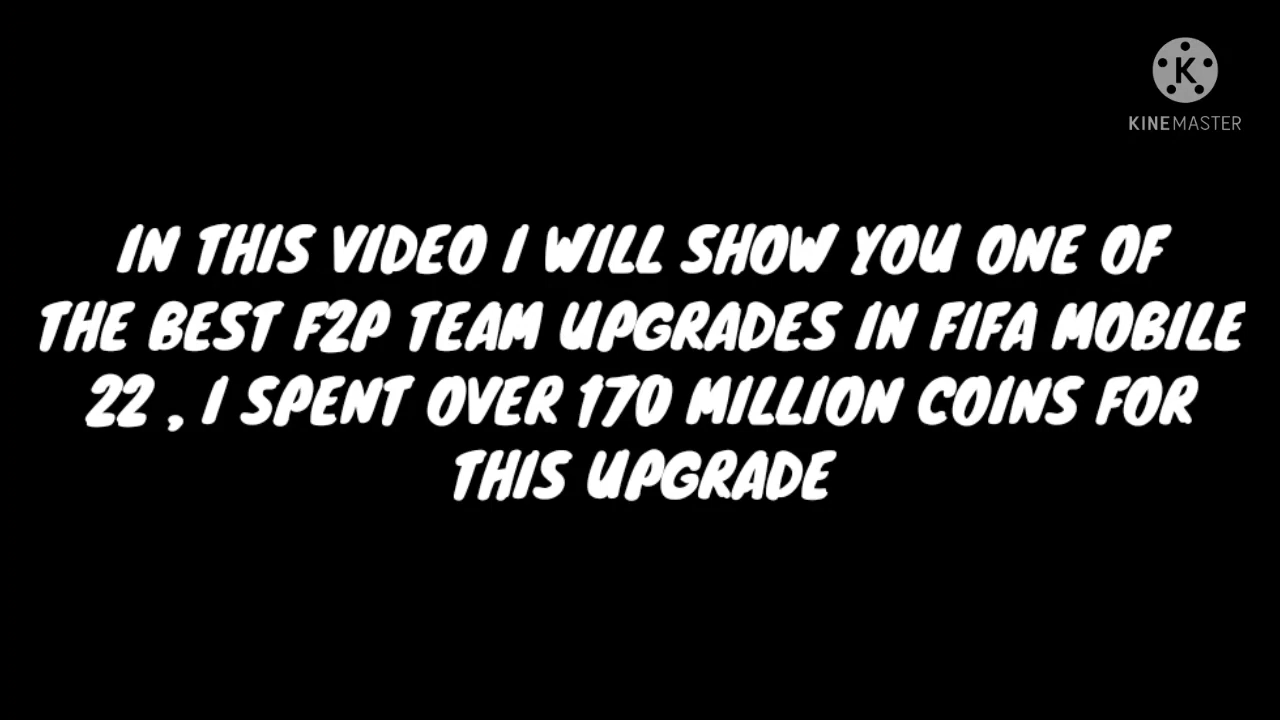 K
KINEMASTER
IN THIS VIDEO I WILL SHOW YOU ONE OF
THE BEST F2P TEAM UPGRADES IN FIFA MOBILE
22 , I SPENT OVER 170 MILLION COINS FOR
THIS UPGRADE